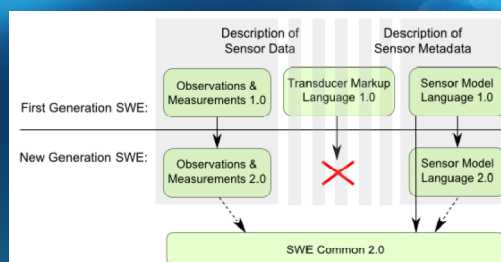 Description of
Sensor Data
Description of
Sensor Metadata
First Generation SWE:
Observations &
Measurements 1.0
Transducer Markup
Language 1.0
Sensor Model
Language 1.0
New Generation SWE:
Observations &
Measurements 2.0
Sensor Model
Language 2.0
SWE Common 2.0